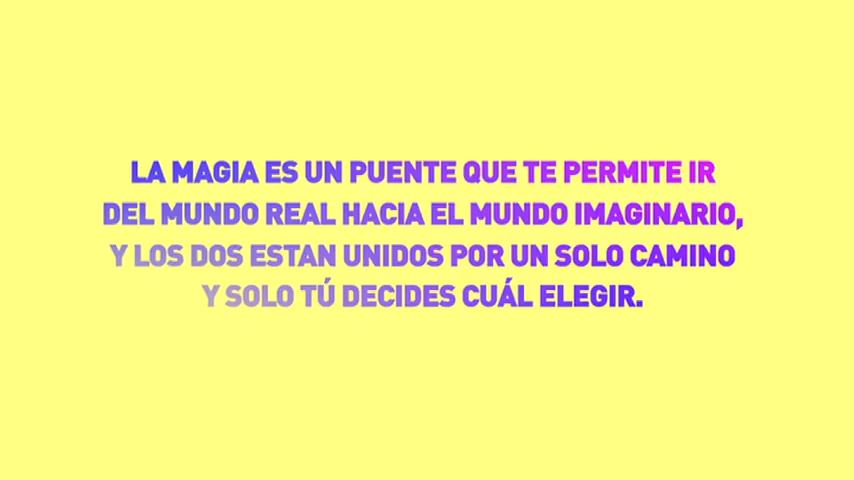 LA MAGIA ES UN PUENTE QUE TE PERMITE IR
DEL MUNDO REAL HACIA EL MUNDO IMAGINARIO,
Y LOS DOS ESTAN UNIDOS POR UN SOLO CAMINO
Y SOLO TÚ DECIDES CUÁL ELEGIR.